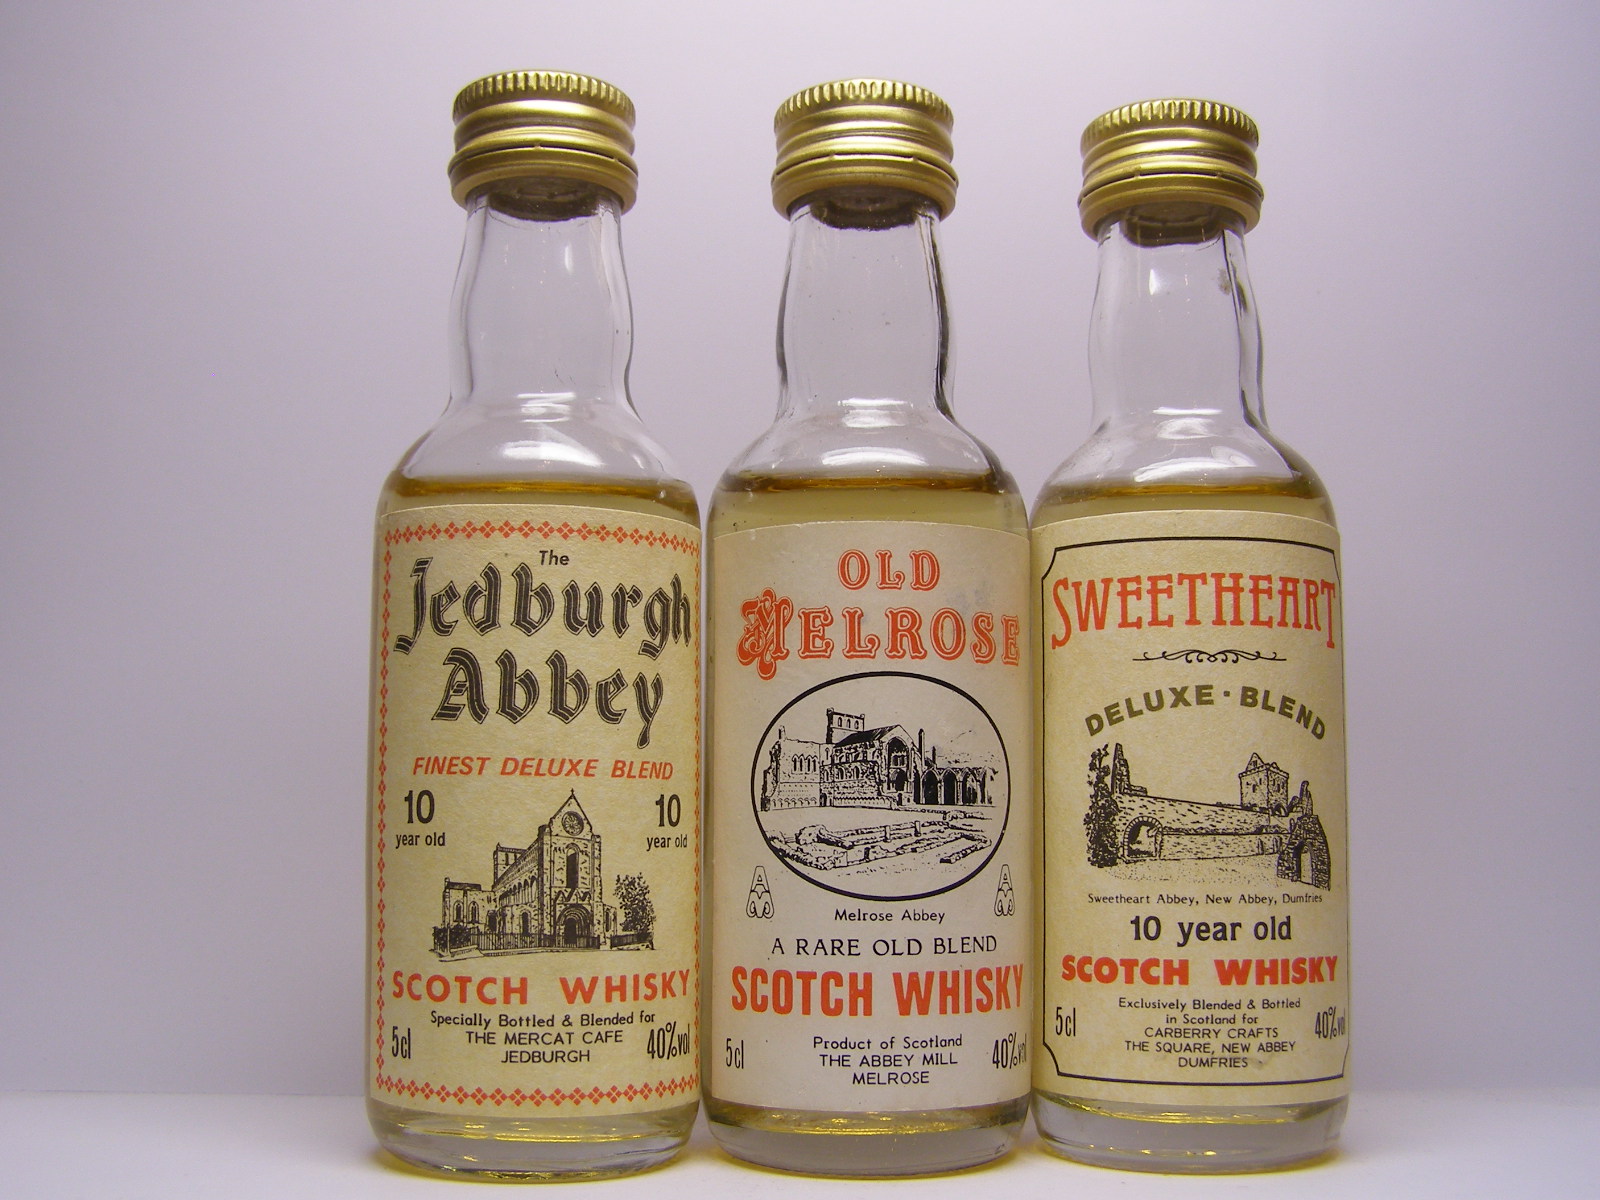 The
Jedburgh
Abbey
FINEST DELUXE BLEND
10 10
year old year old
SCOTCH WHISKY
Specially Bottled & Blended for
THE MERCAT CAFE
JEDBURGH
5cl 40%vol
OLD
MELROSE
Melrose Abbey
A RARE OLD BLEND
SCOTCH WHISKY
Product of Scotland
THE ABBEY MILL
MELROSE
5cl 40%vol
SWEETHEART
DELUXE · BLEND
Sweetheart Abbey, New Abbey, Dumfries
10 year old
SCOTCH WHISKY
Exclusively Blended & Bottled
in Scotland for
CARBERRY CRAFTS
THE SQUARE, NEW ABBEY
DUMFRIES
5cl 40%vol